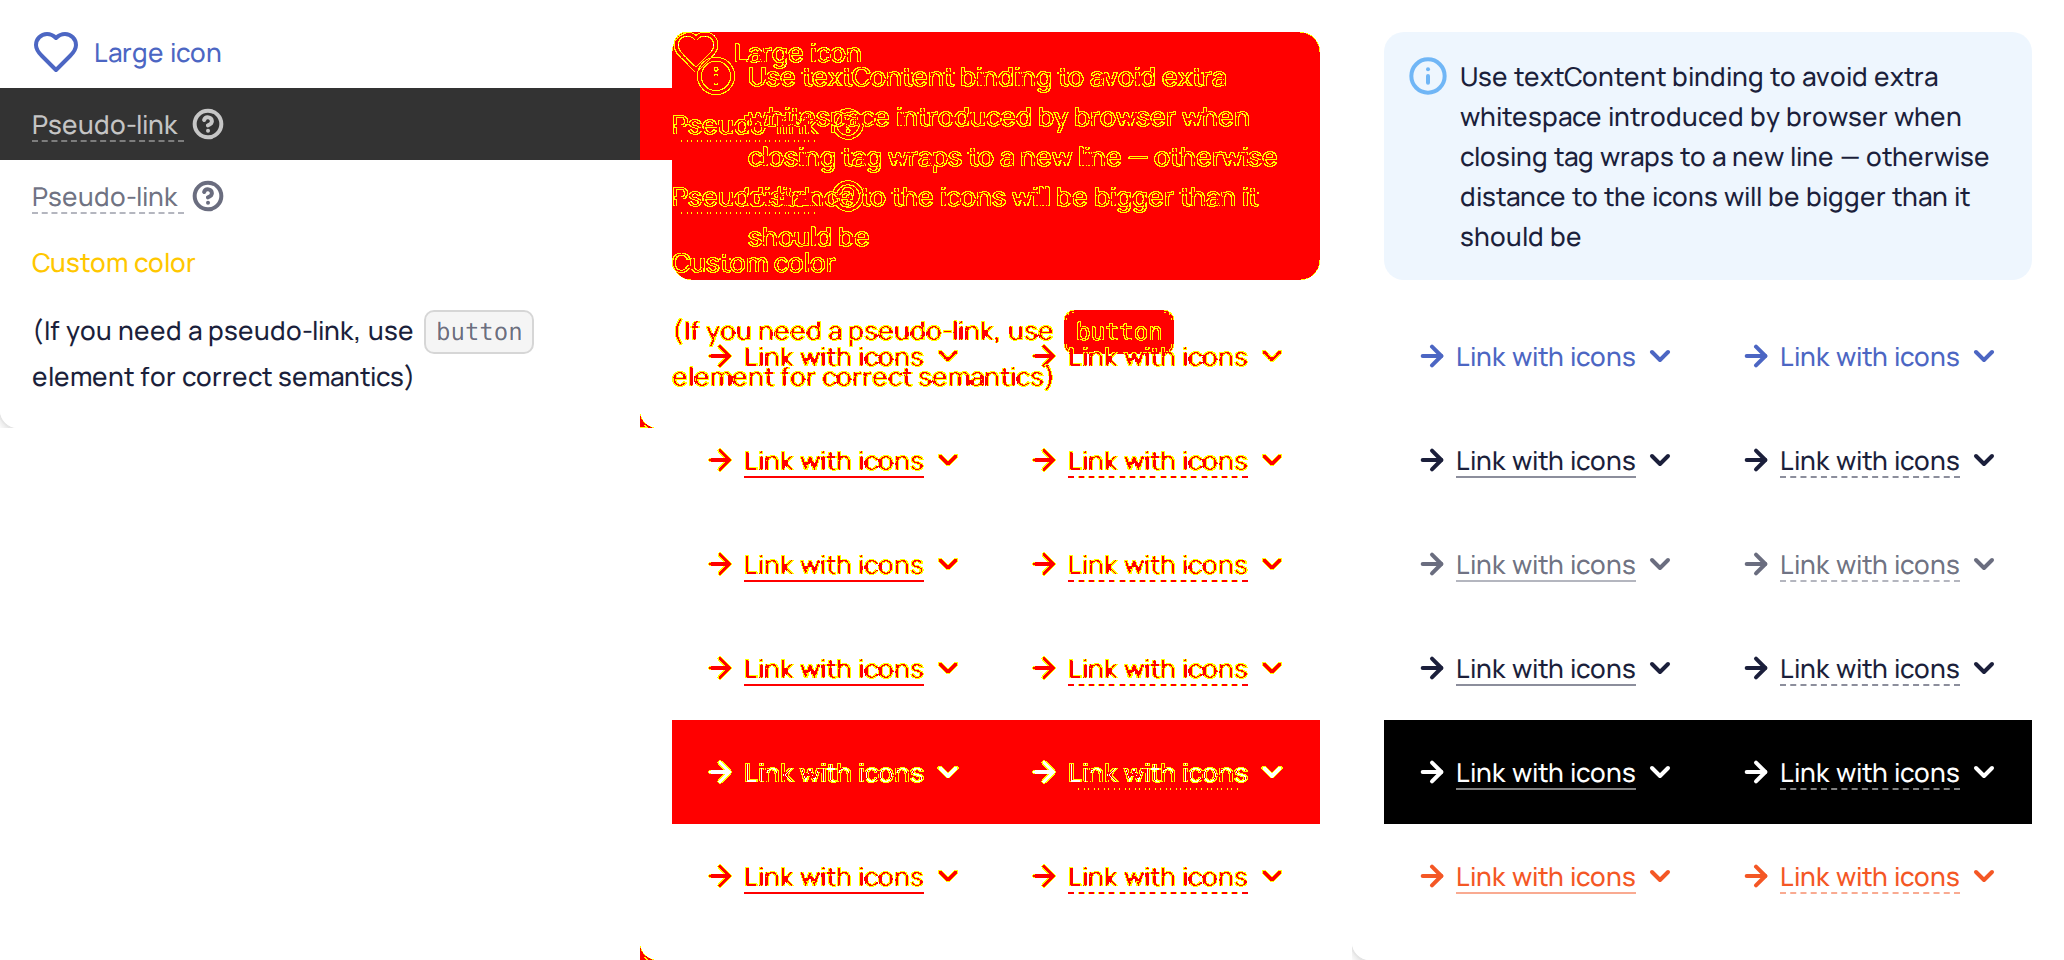 Large icon
Pseudo-link
Pseudo-link
Custom color
(If you need a pseudo-link, use button
element for correct semantics)
Large icon
Use textContent binding to avoid extra
Pseudo-link
whitespace introduced by browser when
closing tag wraps to a new line — otherwise
Pseudo-link
distance to the icons will be bigger than it
should be
Custom color
(If you need a pseudo-link, use button
Link with icons Link with icons
element for correct semantics)
Link with icons Link with icons
Link with icons Link with icons
Link with icons Link with icons
Link with icons Link with icons
Link with icons Link with icons
Use textContent binding to avoid extra
whitespace introduced by browser when
closing tag wraps to a new line — otherwise
distance to the icons will be bigger than it
should be
Link with icons Link with icons
Link with icons Link with icons
Link with icons Link with icons
Link with icons Link with icons
Link with icons Link with icons
Link with icons Link with icons